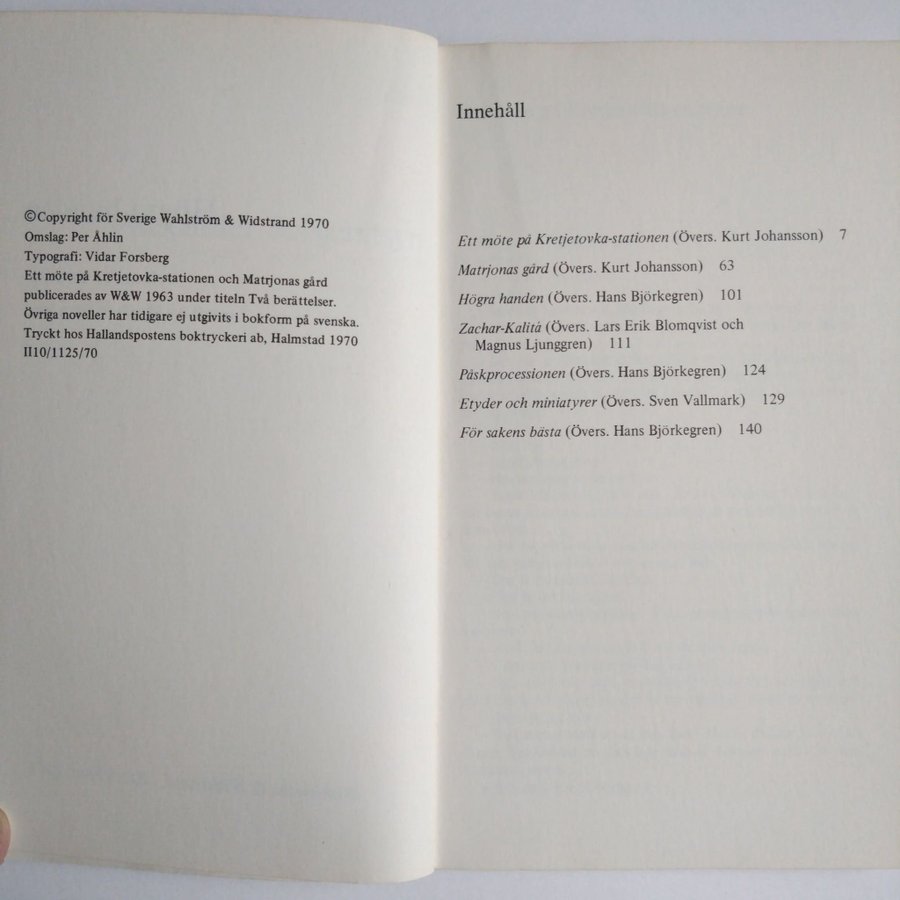 ©Copyright för Sverige Wahlström & Widstrand 1970
Omslag: Per Åhlin
Typografi: Vidar Forsberg
Ett möte på Kretjetovka-stationen och Matrjonas gård
publicerades av W&W 1963 under titeln Två berättelser.
Övriga noveller har tidigare ej utgivits i bokform på svenska.
Tryckt hos Hallandspostens boktryckeri ab, Halmstad 1970
II10/1125/70
Innehåll
Ett möte på Kretjetovka-stationen (Övers. Kurt Johansson) 7
Matrjonas gård (Övers. Kurt Johansson) 63
Högra handen (Övers. Hans Björkegren) 101
Zachar-Kalitá (Övers. Lars Erik Blomqvist och
Magnus Ljunggren) 111
Påskprocessionen (Övers. Hans Björkegren) 124
Etyder och miniatyrer (Övers. Sven Vallmark) 129
För sakens bästa (Övers. Hans Björkegren) 140